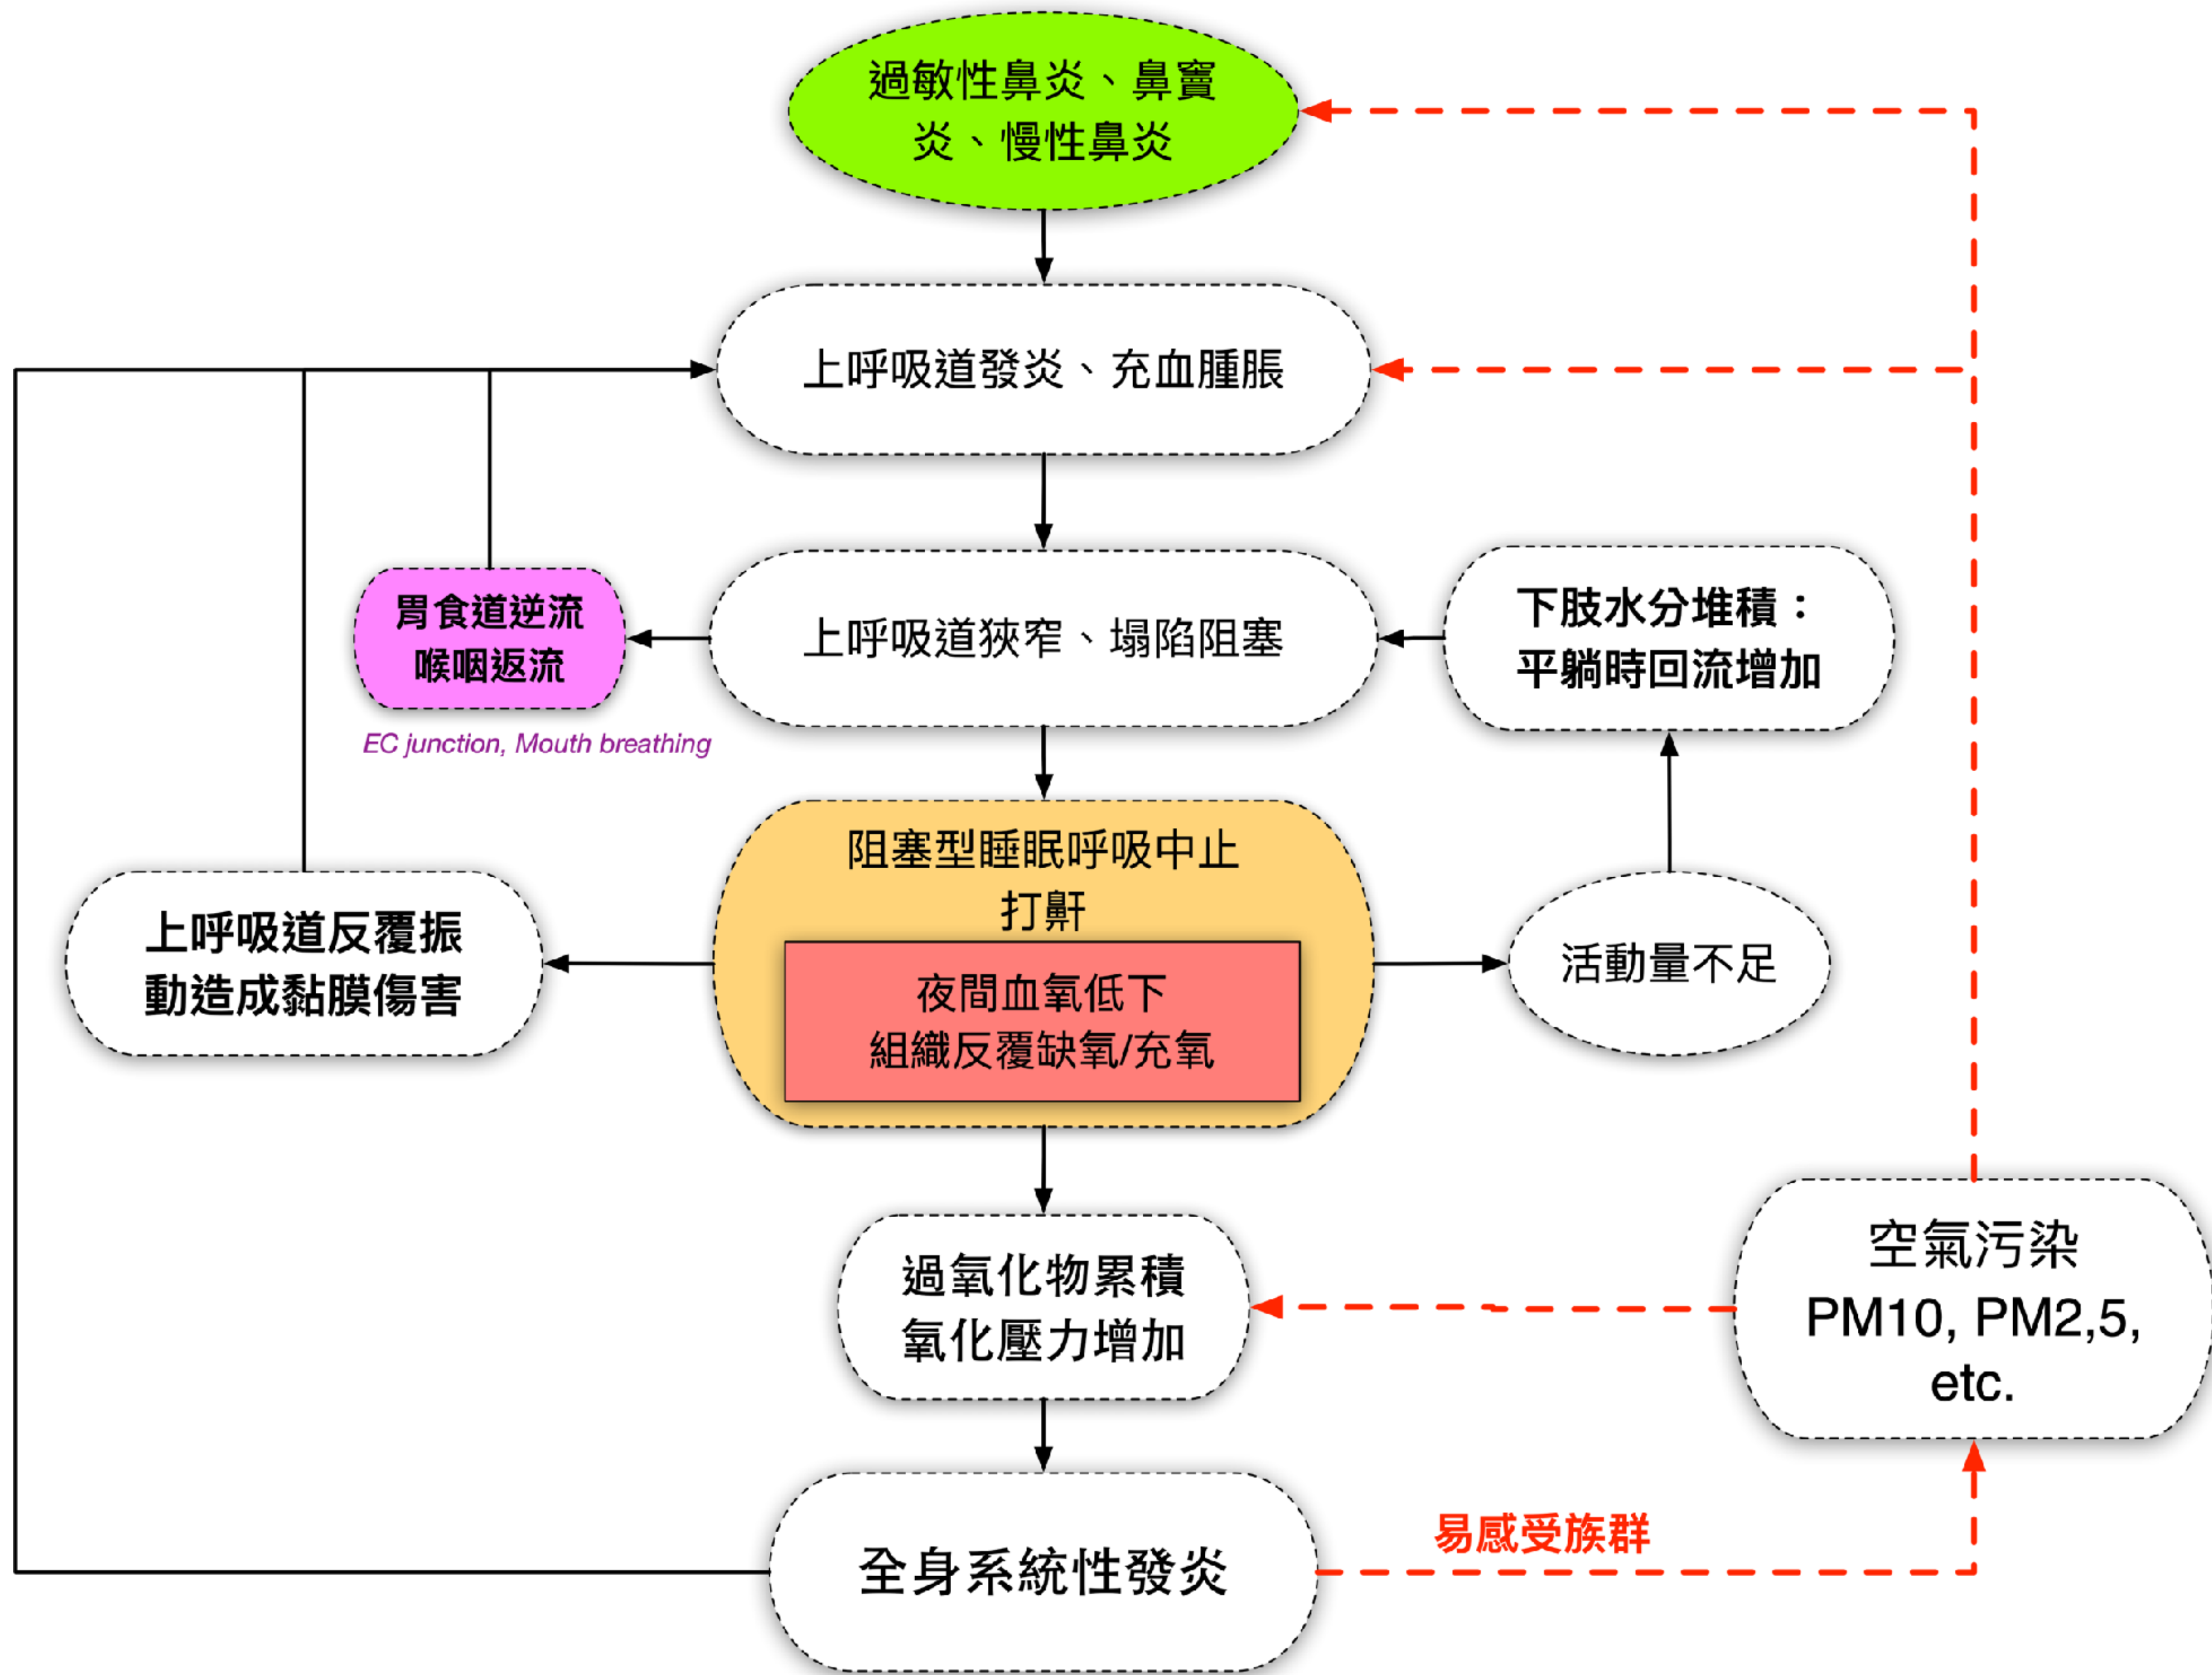 過敏性鼻炎、鼻竇
炎、慢性鼻炎
上呼吸道發炎、充血腫脹
胃食道逆流
喉咽返流
上呼吸道狹窄、塌陷阻塞
下肢水分堆積：
平躺時回流增加
EC junction, Mouth breathing
阻塞型睡眠呼吸中止
打鼾
上呼吸道反覆振
動造成黏膜傷害
夜間血氧低下
組織反覆缺氧/充氧
活動量不足
過氧化物累積
氧化壓力增加
空氣污染
PM10, PM2,5,
etc.
易感受族群
全身系統性發炎